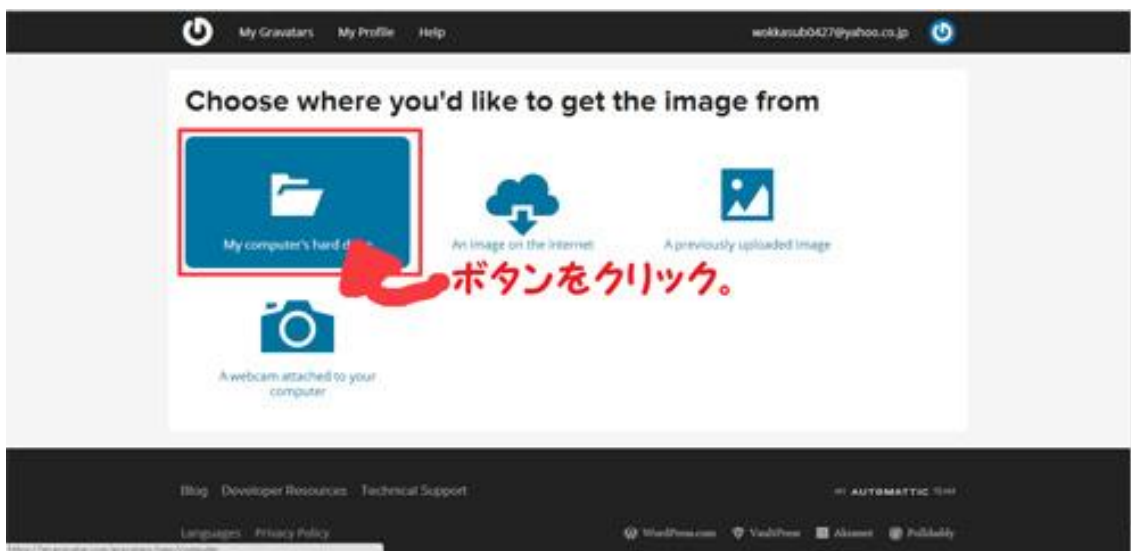 My Gravatars My Profile Help wokkasub0427@yahoo.co.jp
Choose where you'd like to get the image from
My computer's hard
An image on the Internet
A previously uploaded image
ボタンをクリック。
A webcam attached to your
computer
Blog Developer Resources Technical Support AUTOMATTIC
Languages Privacy Policy WordPress.com VaultPress Akismet Polldaddy